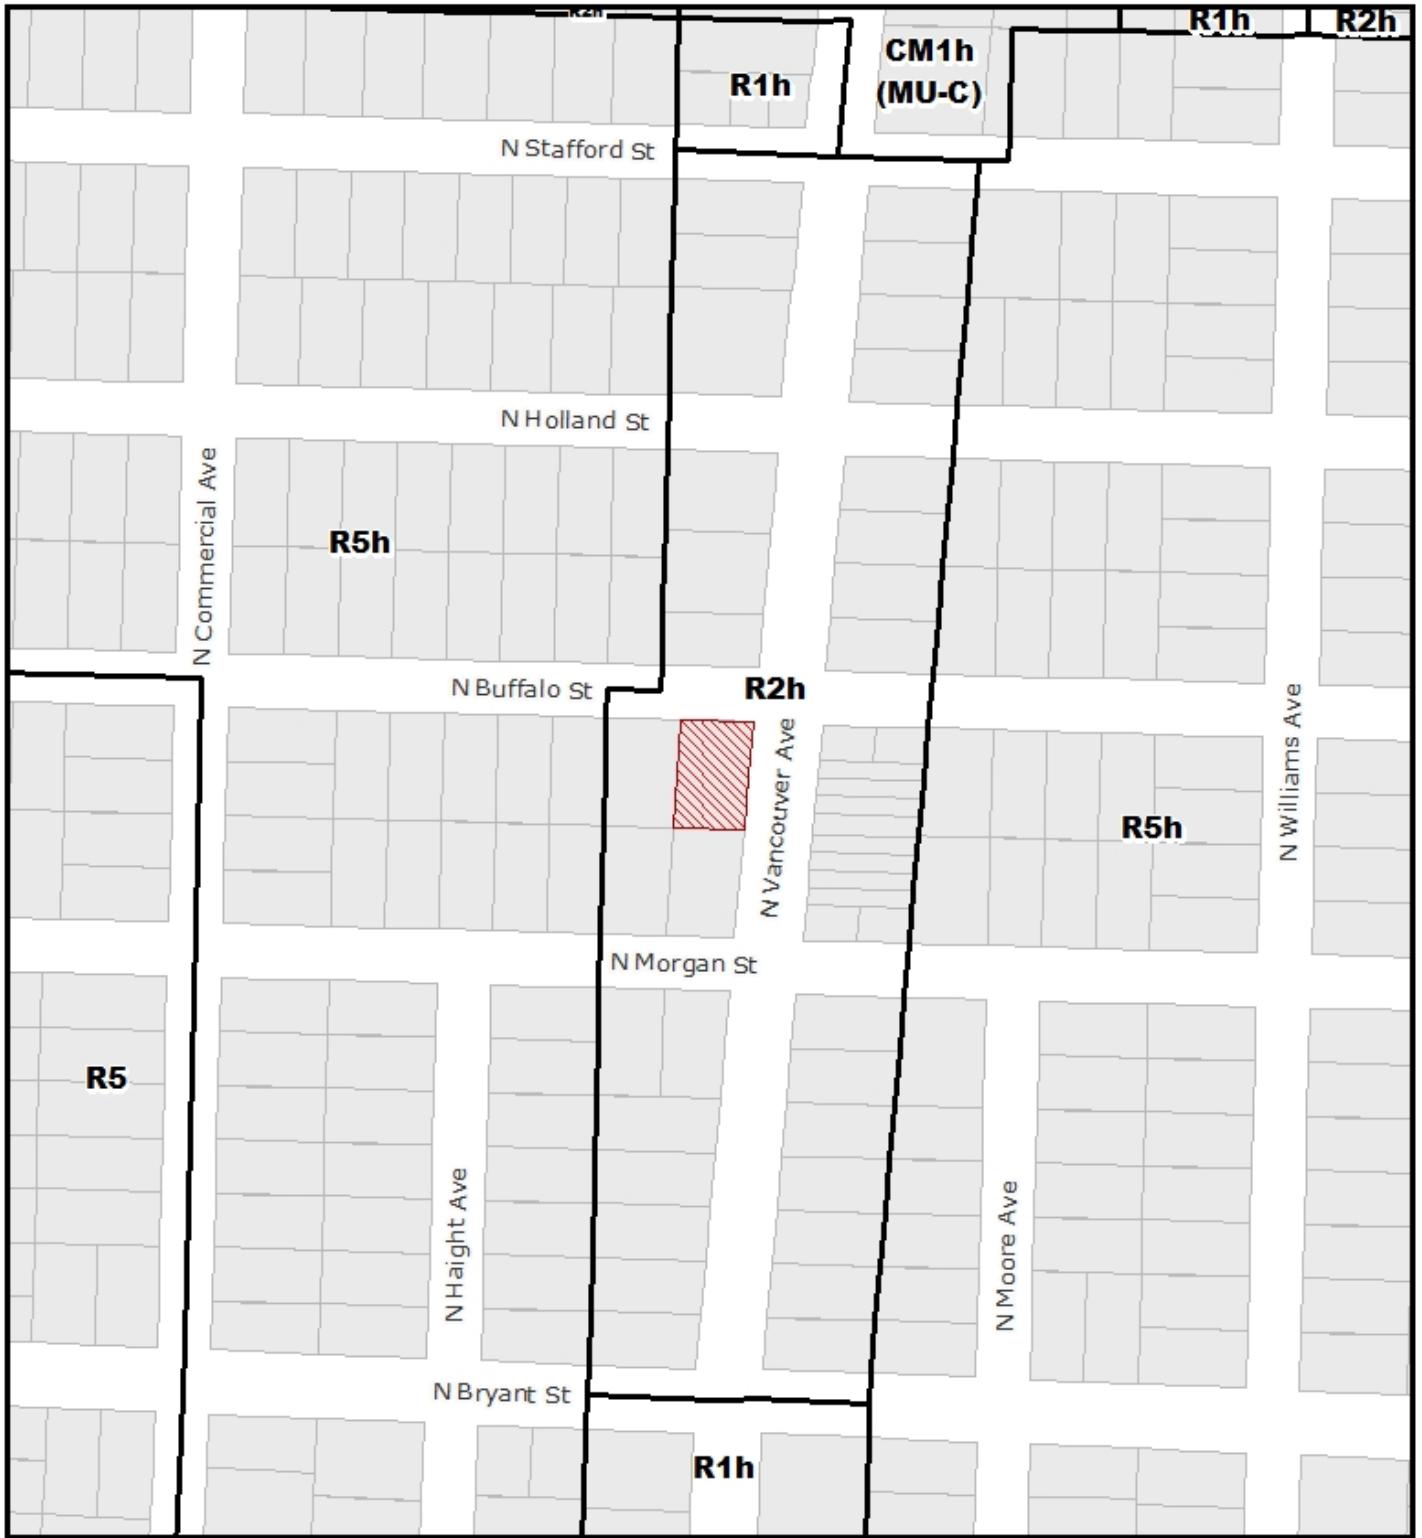 R2h
R1h
R2h
CM1h
(MU-C)
R1h
N Stafford St
N Holland St
N Commercial Ave
R5h
N Buffalo St
R2h
N Vancouver Ave
N Williams Ave
R5h
N Morgan St
R5
N Haight Ave
N Moore Ave
N Bryant St
R1h